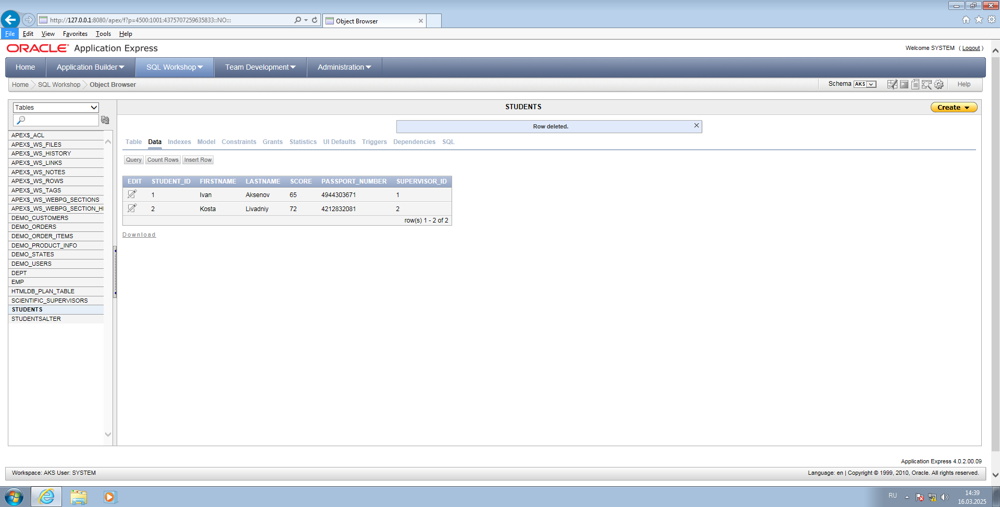 http://127.0.0.1:8080/apex/f?p=4500:1001:4375707259635833::NO:::
Object Browser
File Edit View Favorites Tools Help
ORACLE Application Express
Welcome SYSTEM ( Logout )
Home Application Builder SQL Workshop Team Development Administration
Home SQL Workshop Object Browser
Schema AKS Help
Tables
STUDENTS
Create
Row deleted.
Table Data Indexes Model Constraints Grants Statistics UI Defaults Triggers Dependencies SQL
Query Count Rows Insert Row
EDIT STUDENT_ID FIRSTNAME LASTNAME SCORE PASSPORT_NUMBER SUPERVISOR_ID
1 Ivan Aksenov 65 4944303671 1
2 Kosta Livadniy 72 4212832081 2
row(s) 1 - 2 of 2
Download
APEX$_ACL
APEX$_WS_FILES
APEX$_WS_HISTORY
APEX$_WS_LINKS
APEX$_WS_NOTES
APEX$_WS_ROWS
APEX$_WS_TAGS
APEX$_WS_WEBPG_SECTIONS
APEX$_WS_WEBPG_SECTION_HI
DEMO_CUSTOMERS
DEMO_ORDERS
DEMO_ORDER_ITEMS
DEMO_PRODUCT_INFO
DEMO_STATES
DEMO_USERS
DEPT
EMP
HTMLDB_PLAN_TABLE
SCIENTIFIC_SUPERVISORS
STUDENTS
STUDENTSALTER
Application Express 4.0.2.00.09
Workspace: AKS User: SYSTEM
Language: en | Copyright © 1999, 2010, Oracle. All rights reserved.
RU
14:39
16.03.2025